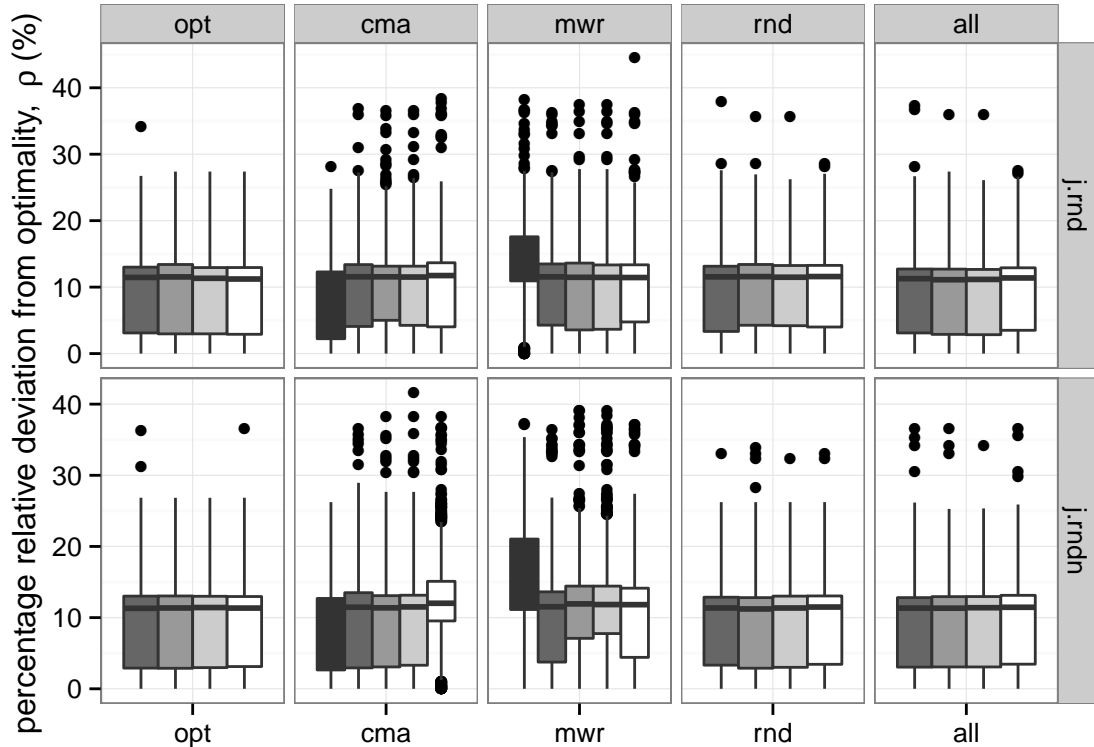 percentage relative deviation from optimality, ρ (%)
opt cma mwr rnd all
40
30
20
10
0
j.rnd
40
30
20
10
0
j.rndn
opt cma mwr rnd all